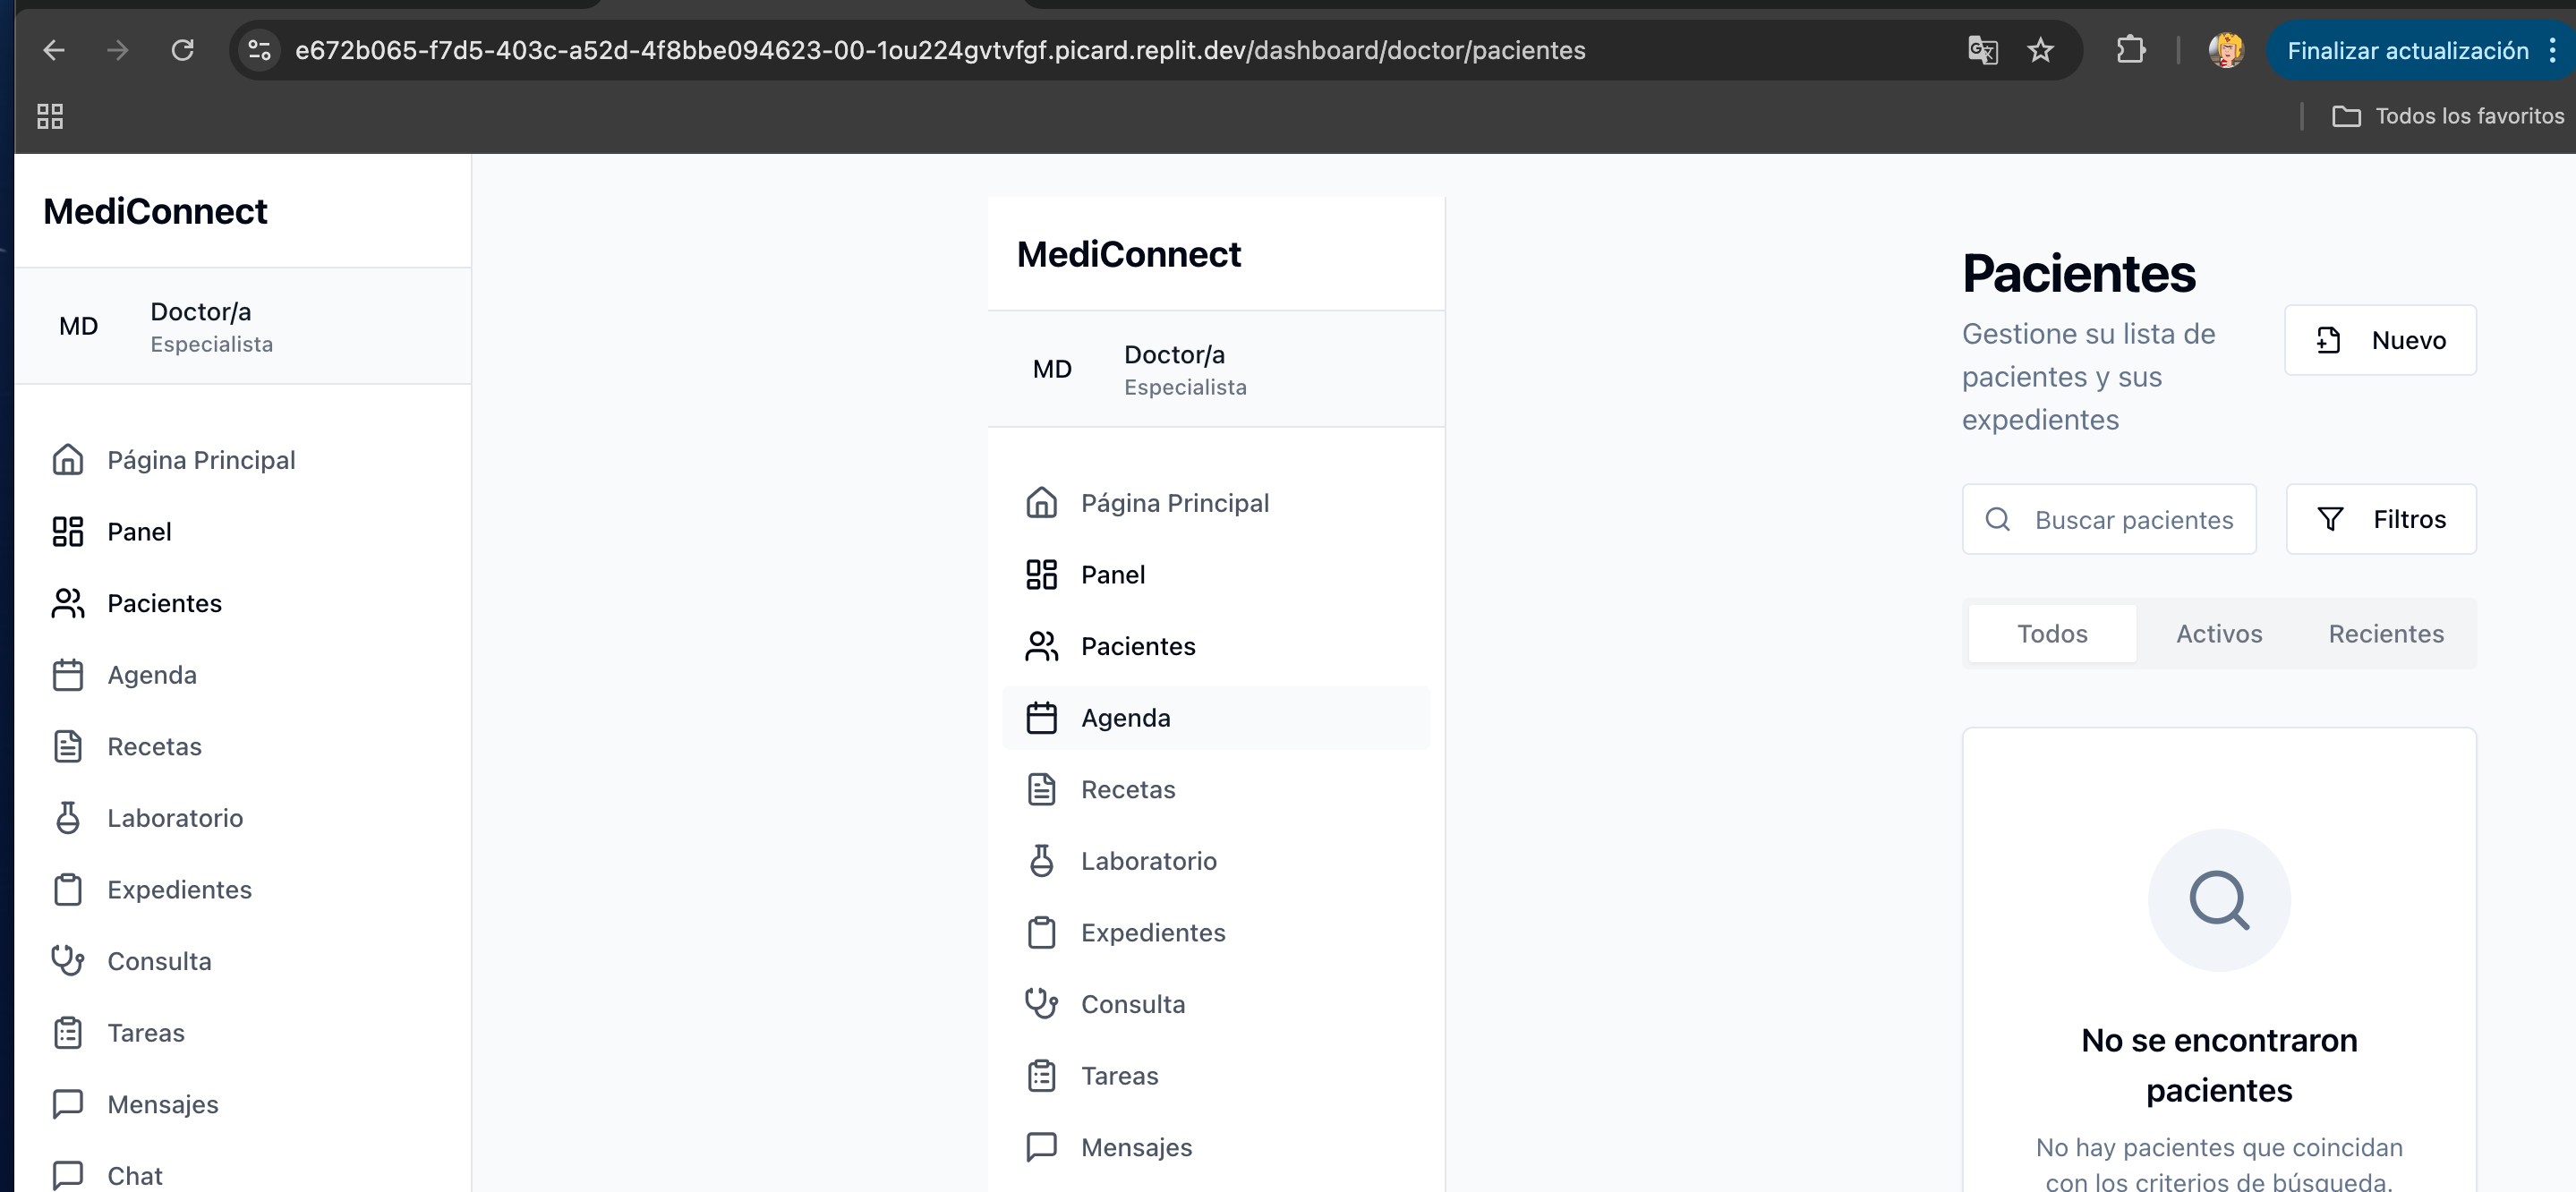 e672b065-f7d5-403c-a52d-4f8bbe094623-00-1ou224gvtvfgf.picard.replit.dev/dashboard/doctor/pacientes
Finalizar actualización
Todos los favoritos
MediConnect
MD
Doctor/a
Especialista
Página Principal
Panel
Pacientes
Agenda
Recetas
Laboratorio
Expedientes
Consulta
Tareas
Mensajes
Chat
MediConnect
MD
Doctor/a
Especialista
Página Principal
Panel
Pacientes
Agenda
Recetas
Laboratorio
Expedientes
Consulta
Tareas
Mensajes
Pacientes
Gestione su lista de
pacientes y sus
expedientes
Nuevo
Buscar pacientes
Filtros
Todos
Activos
Recientes
No se encontraron
pacientes
No hay pacientes que coincidan
con los criterios de búsqueda.